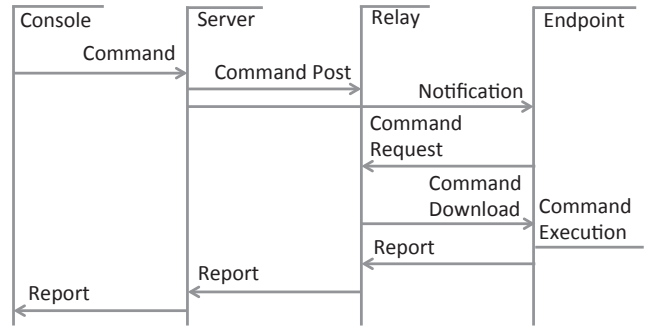 Console
Server
Relay
Endpoint
Command
Command Post
Notification
Command
Request
Command
Download
Command
Execution
Report
Report
Report